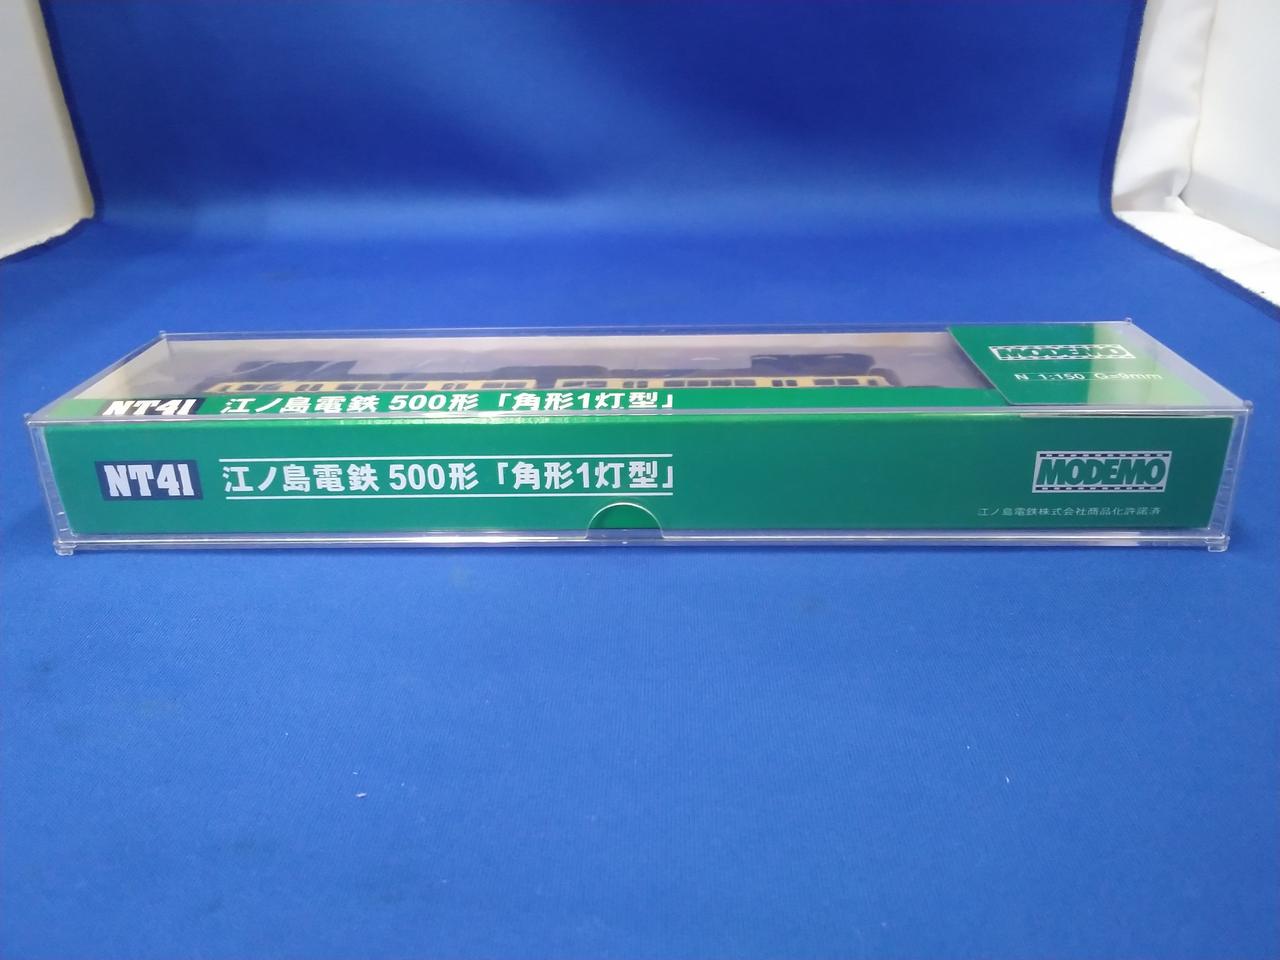 MODEMO
N 1:150 G=9mm
NT41 江ノ島電鉄 500形「角形1灯型」
NT41 江ノ島電鉄 500形「角形1灯型」
MODEMO
江ノ島電鉄株式会社商品化許諾済